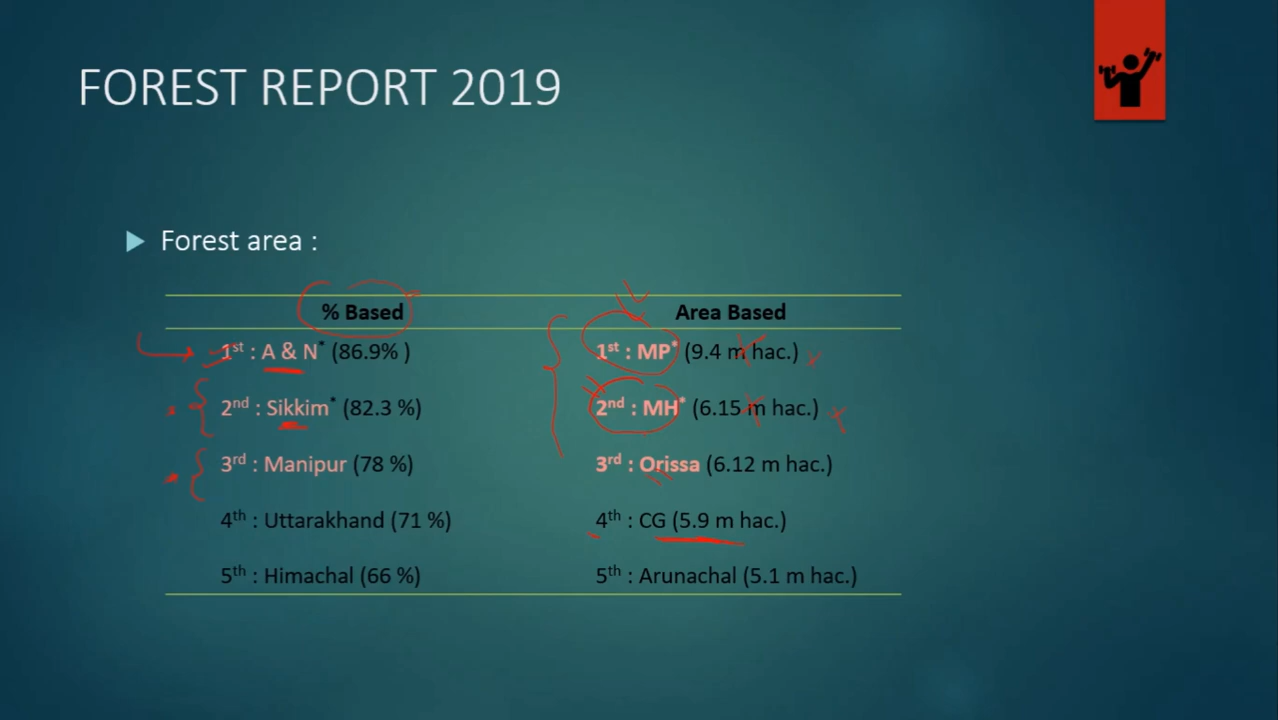 FOREST REPORT 2019
Forest area :
% Based Area Based
1st : A & N* (86.9% ) 1st : MP* (9.4 m hac.)
2nd : Sikkim* (82.3 %) 2nd : MH* (6.15 m hac.)
3rd : Manipur (78 %) 3rd : Orissa (6.12 m hac.)
4th : Uttarakhand (71 %) 4th : CG (5.9 m hac.)
5th : Himachal (66 %) 5th : Arunachal (5.1 m hac.)